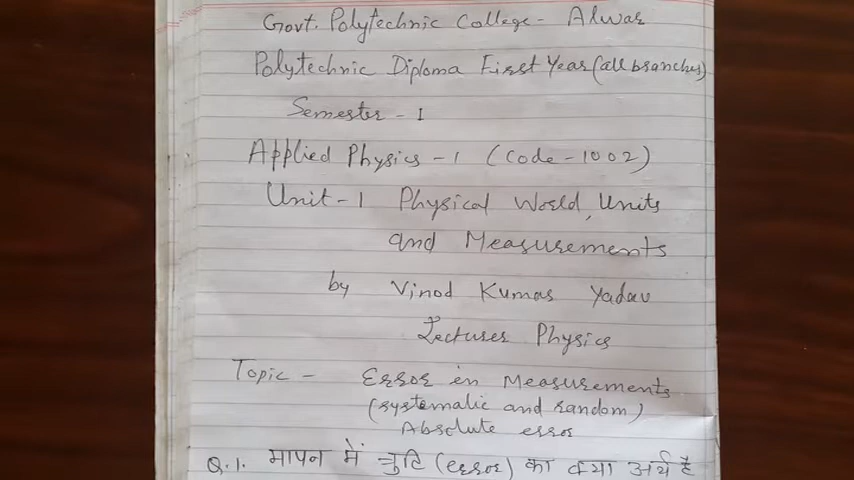 Govt. Polytechnic College - Alwar
Polytechnic Diploma First Year (all branches)
Semester - I
Applied Physics - 1 (Code - 1002)
Unit - 1 Physical World, Units
and Measurements
by Vinod Kumar Yadav
Lecturer Physics
Topic - Error in Measurements
(systematic and random)
Absolute error
Q.1. मापन में त्रुटि (error) का क्या अर्थ है